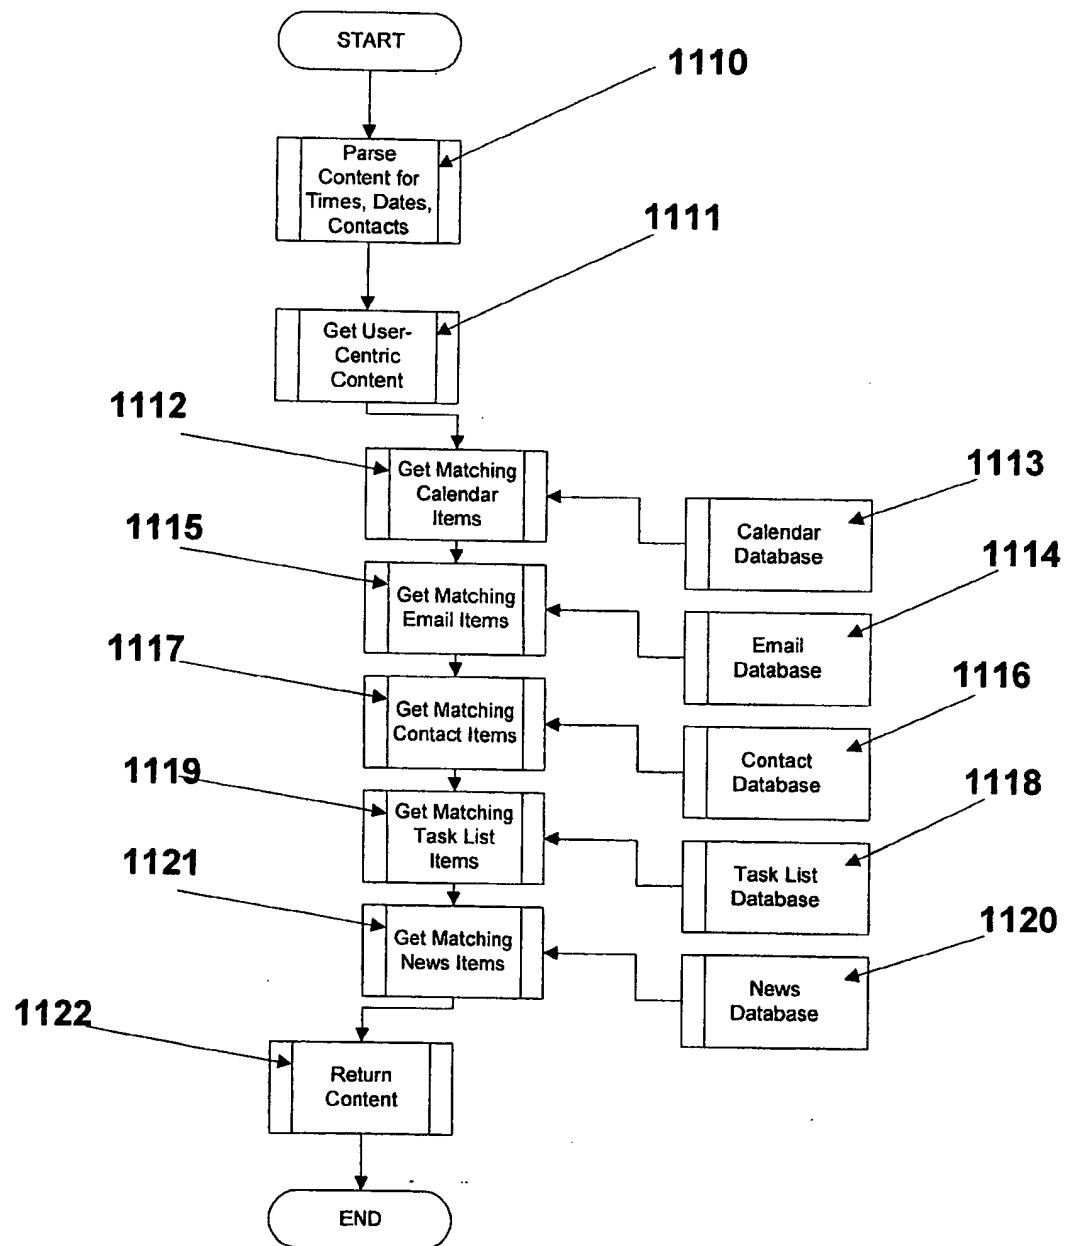 START
1110
Parse
Content for
Times, Dates,
Contacts
1111
Get User-
Centric
Content
1112
Get Matching
Calendar
Items
1113
Calendar
Database
1115
Get Matching
Email Items
1114
Email
Database
1117
Get Matching
Contact Items
1116
Contact
Database
1119
Get Matching
Task List
Items
1118
Task List
Database
1121
Get Matching
News Items
1120
News
Database
1122
Return
Content
END